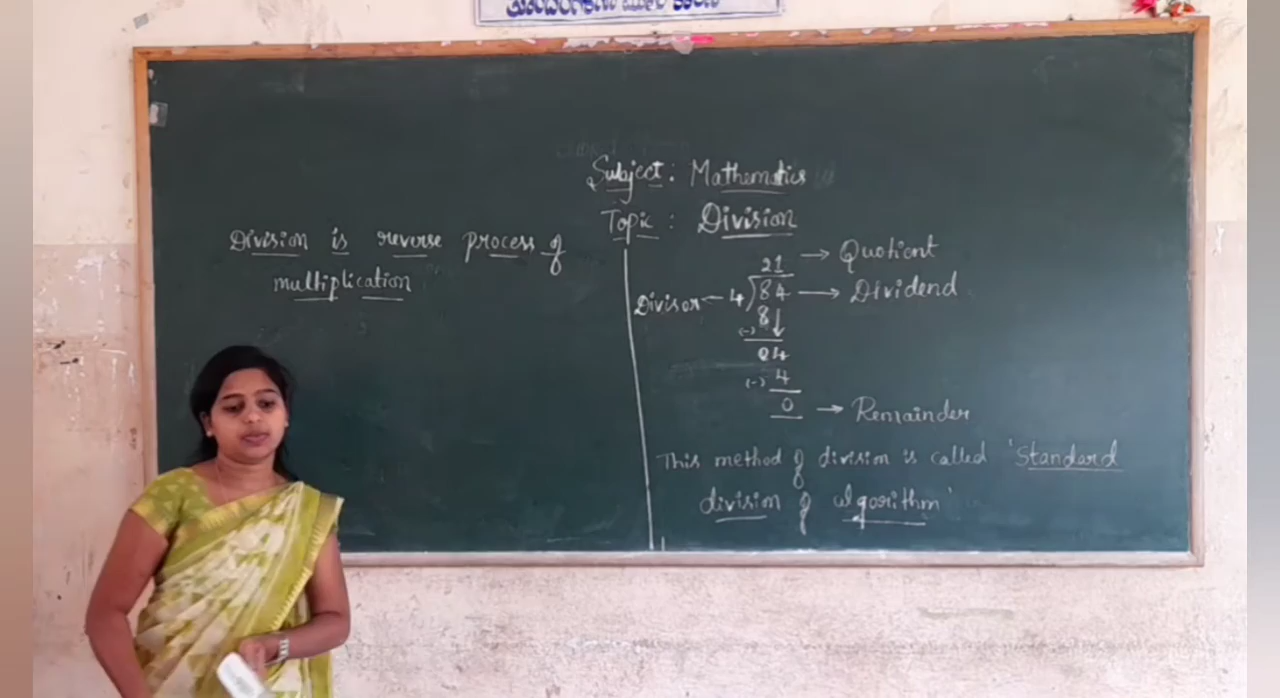 Subject: Mathematics
Topic : Division
Division is reverse process of
multiplication
21 → Quotient
Divisor ← 4)84 → Dividend
(-) 8↓
04
(-) 4
0 → Remainder
This method of division is called 'Standard
division of algorithm'